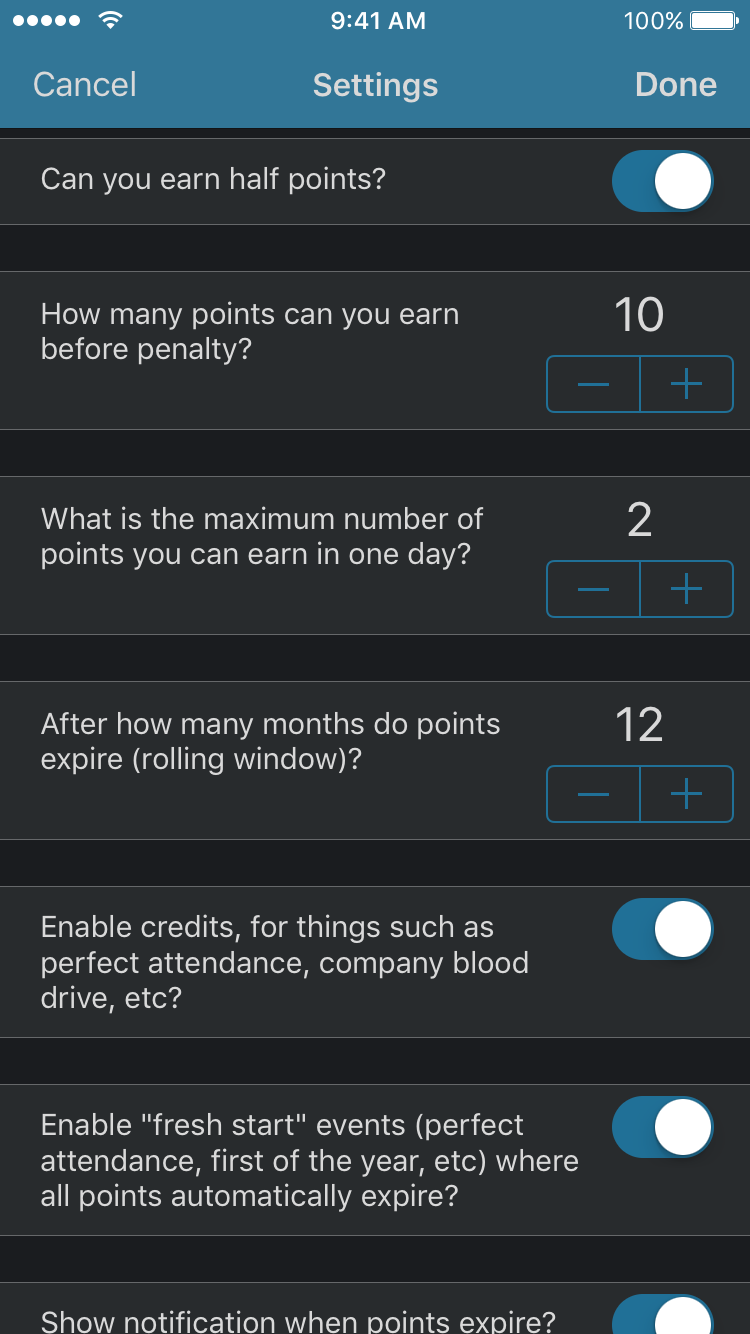 9:41 AM 100%
Cancel Settings Done
Can you earn half points?
How many points can you earn
before penalty?
10
What is the maximum number of
points you can earn in one day?
2
After how many months do points
expire (rolling window)?
12
Enable credits, for things such as
perfect attendance, company blood
drive, etc?
Enable "fresh start" events (perfect
attendance, first of the year, etc) where
all points automatically expire?
Show notification when points expire?